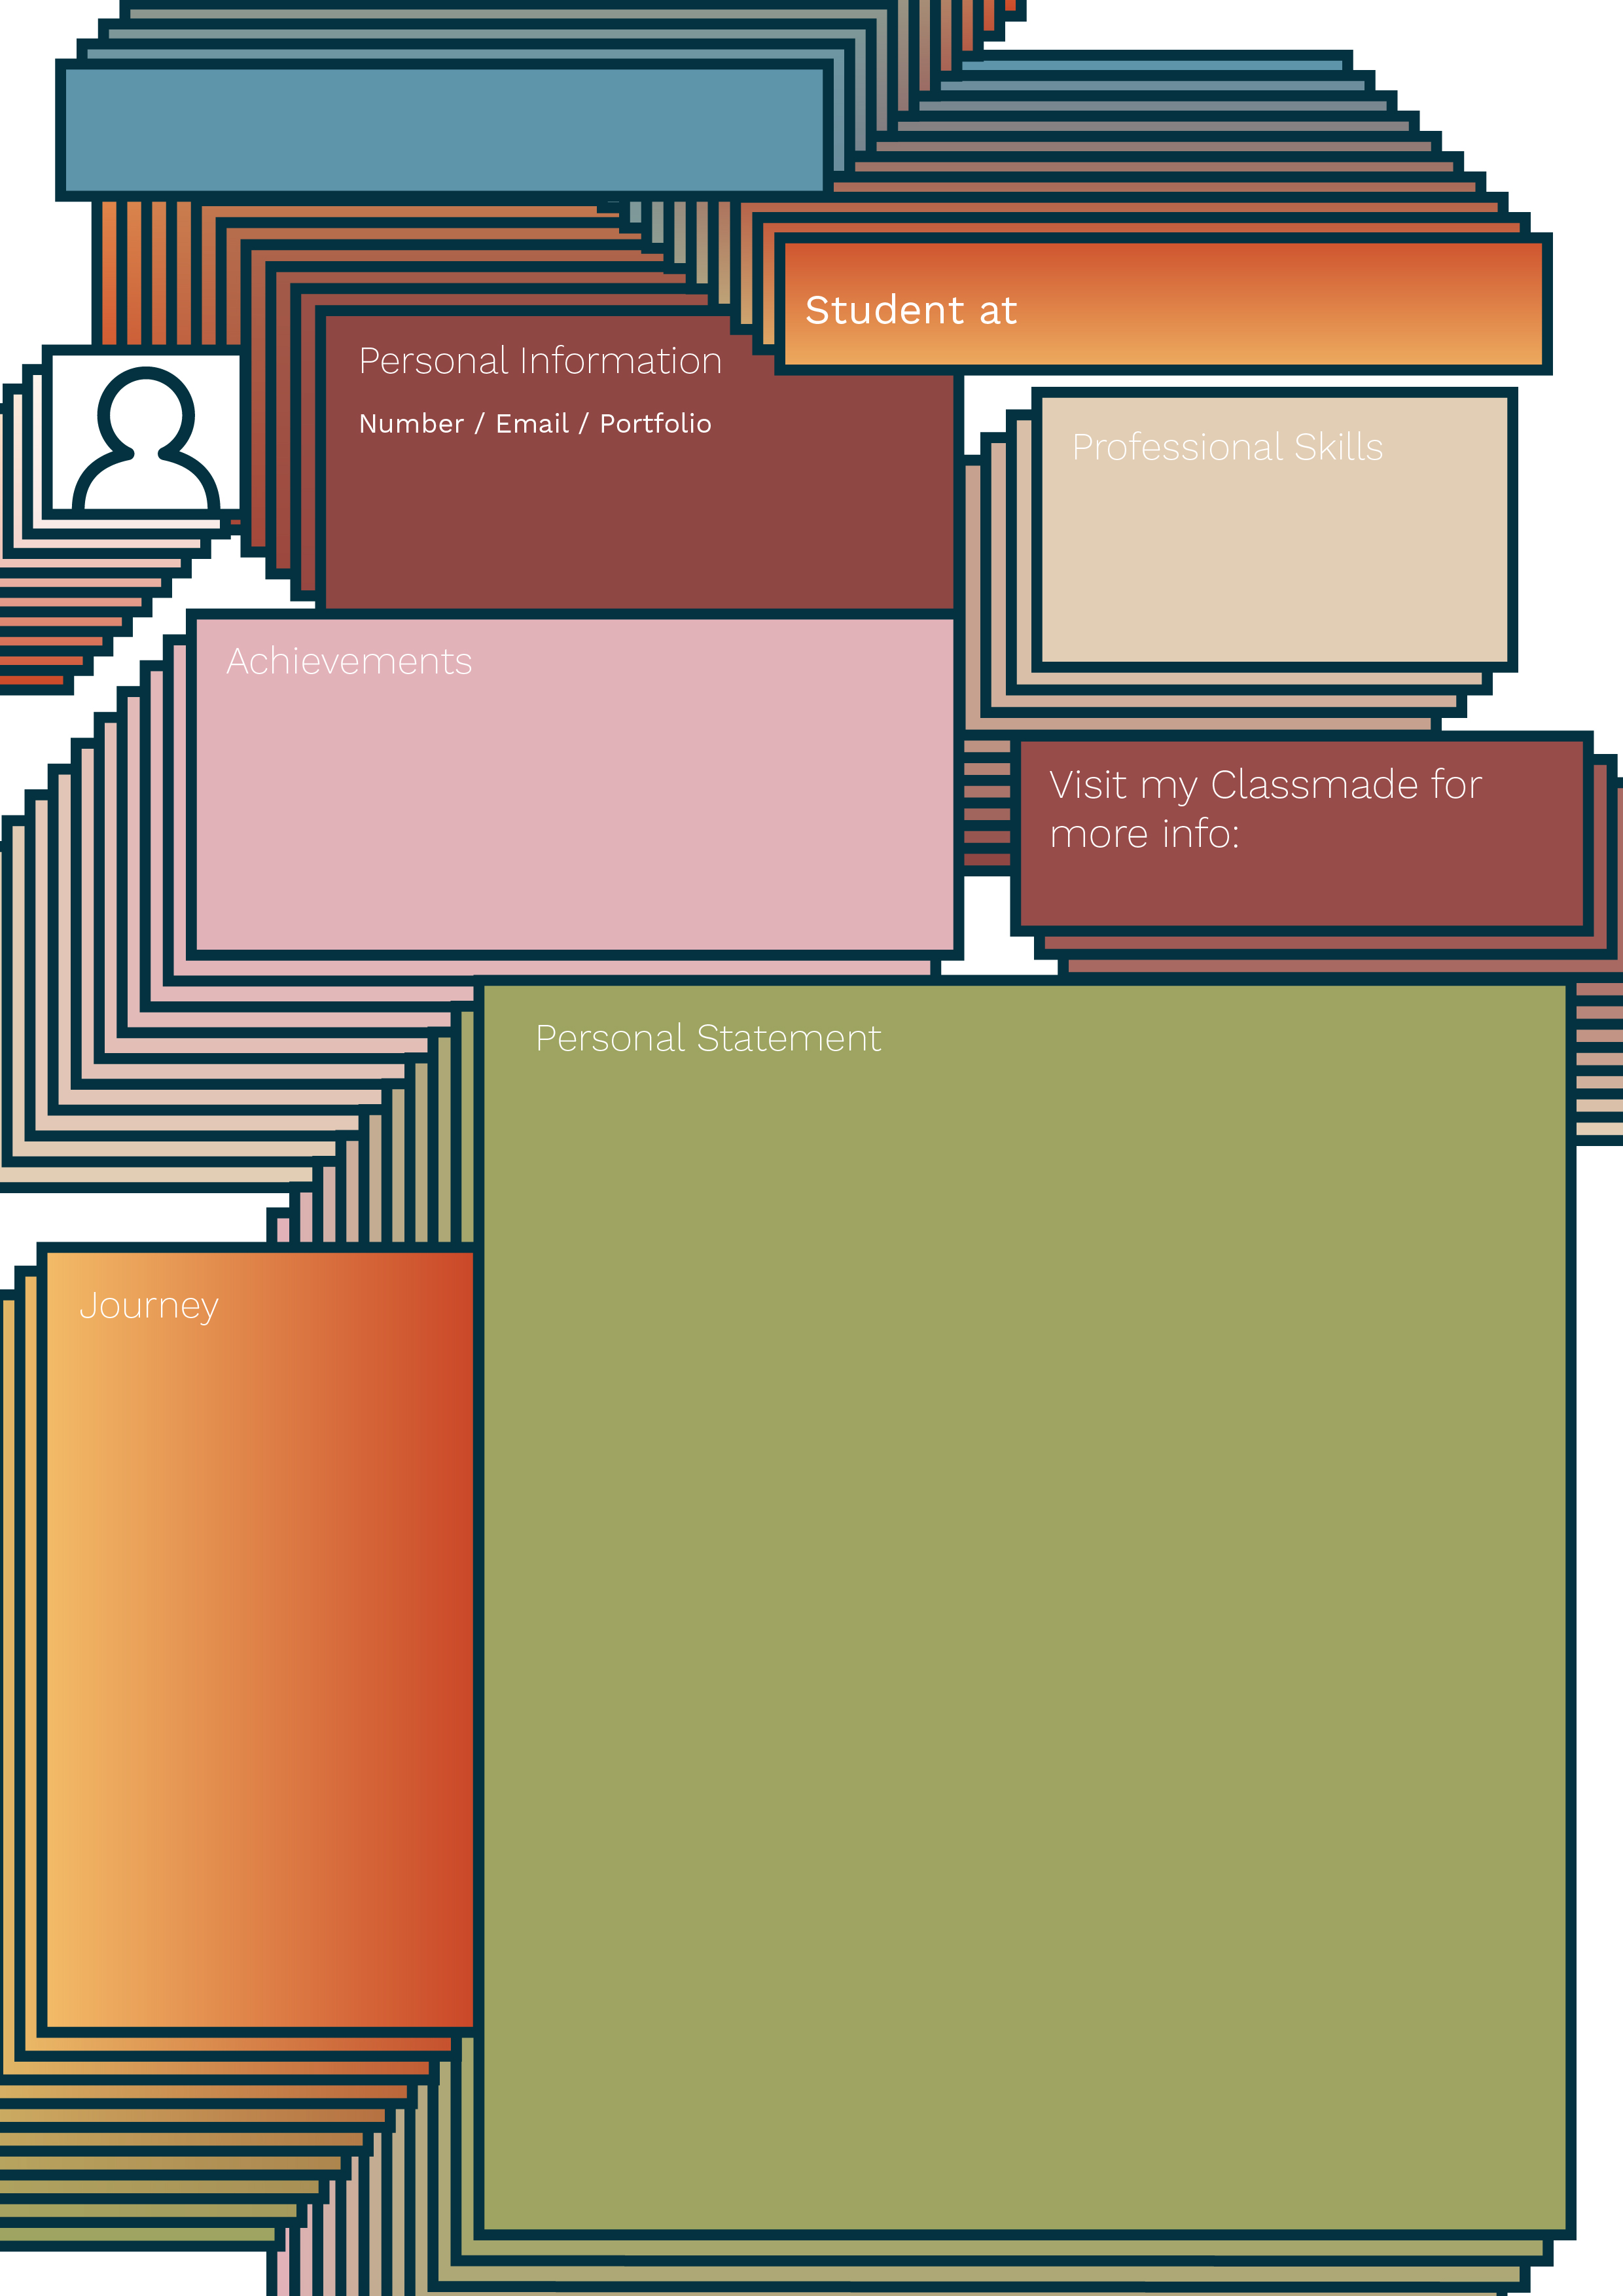 Student at
Personal Information
Number / Email / Portfolio
Professional Skills
Achievements
Visit my Classmade for
more info:
Personal Statement
Journey